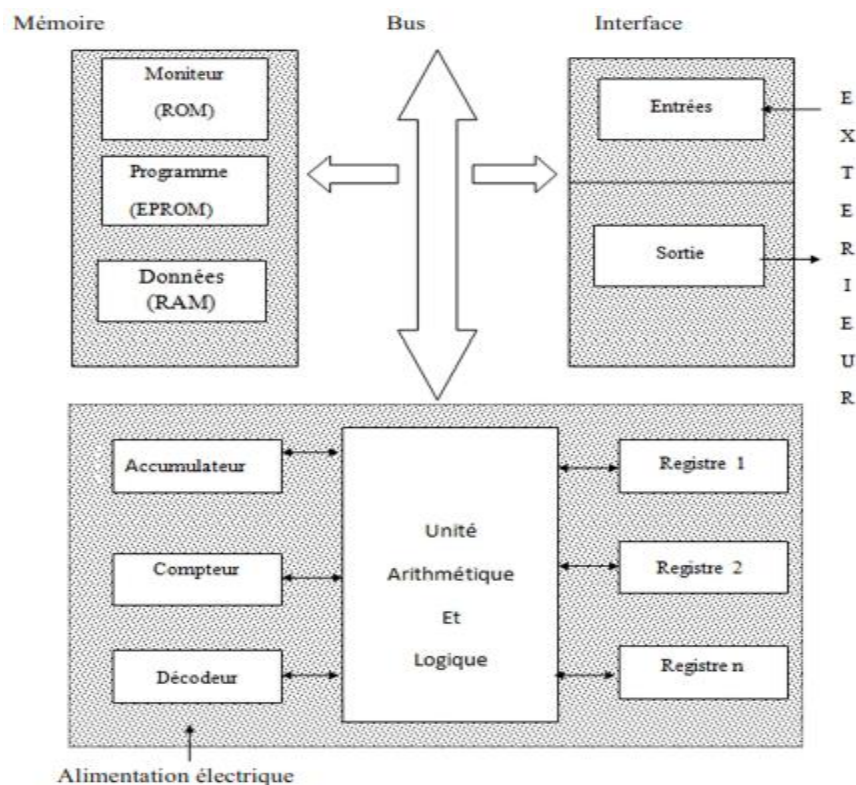 Mémoire
Bus
Interface
Moniteur
(ROM)
Programme
(EPROM)
Données
(RAM)
Entrées
Sortie
E
X
T
E
E
R
I
E
U
R
Accumulateur
Compteur
Décodeur
Unité
Arithmétique
Et
Logique
Registre 1
Registre 2
Registre n
Alimentation électrique